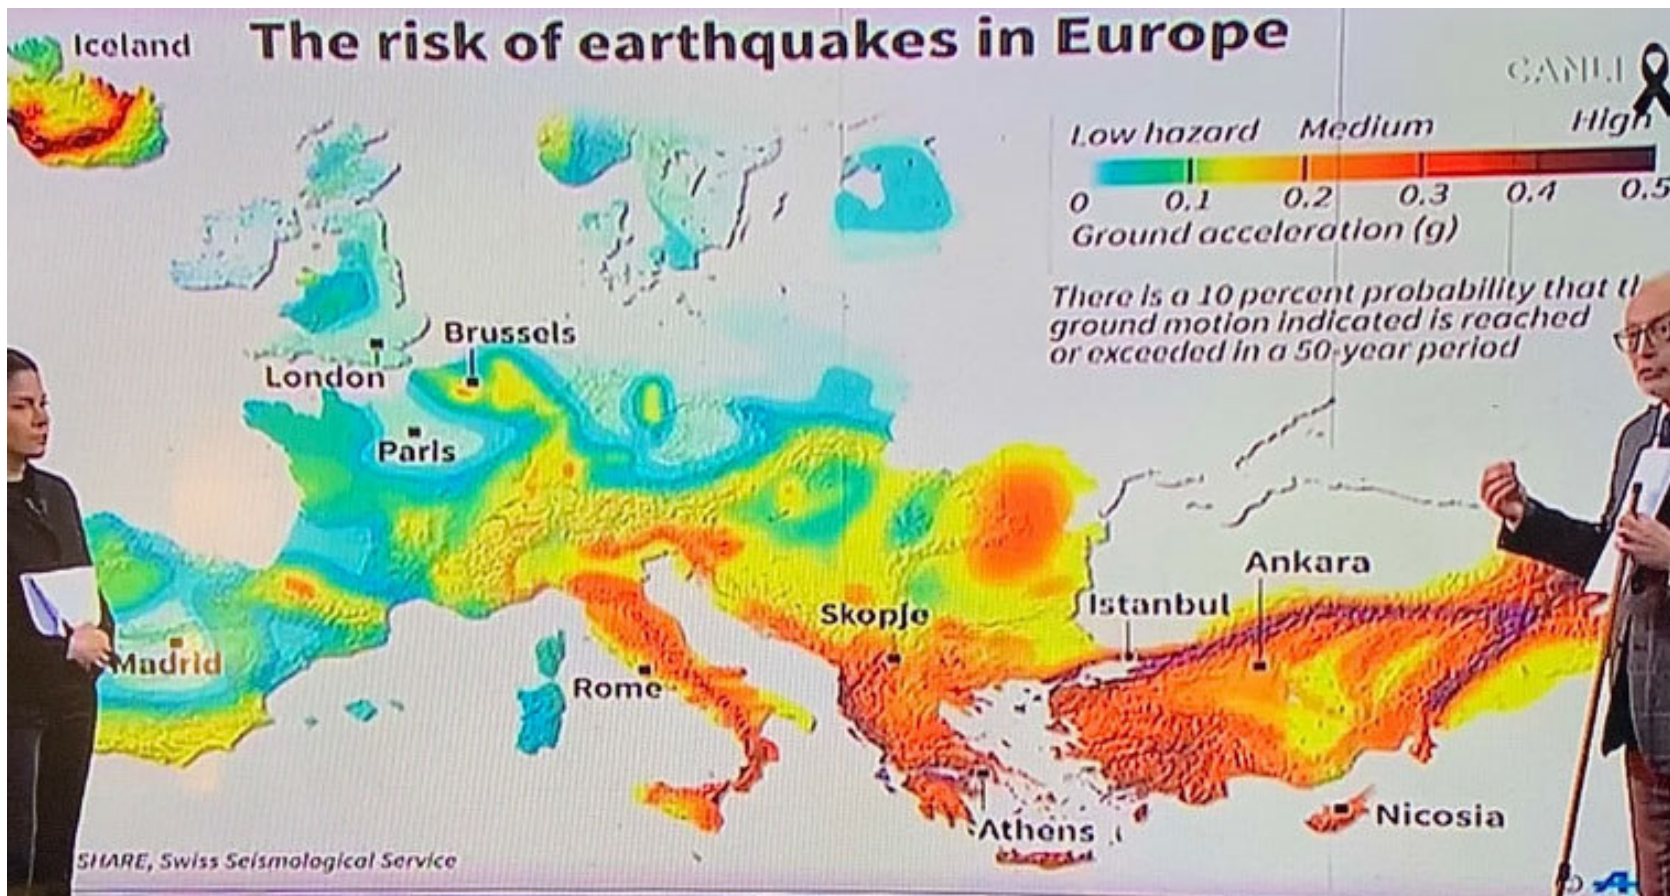 Iceland
The risk of earthquakes in Europe
CANLI
Low hazard Medium High
0 0.1 0.2 0.3 0.4 0.5
Ground acceleration (g)
There is a 10 percent probability that
ground motion indicated is reached
or exceeded in a 50-year period
Brussels
London
Paris
Ankara
Istanbul
Skopje
Madrid
Rome
Nicosia
Athens
SHARE, Swiss Seismological Service